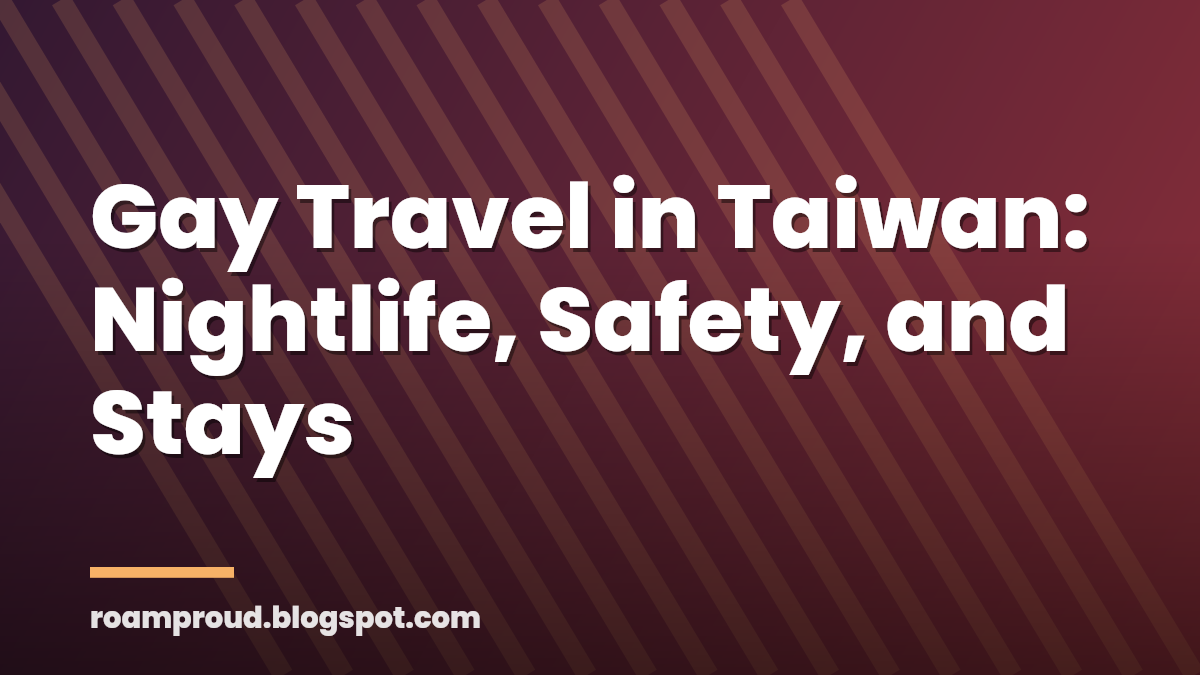 Gay Travel in Taiwan:
Nightlife, Safety, and
Stays
roamproud.blogspot.com